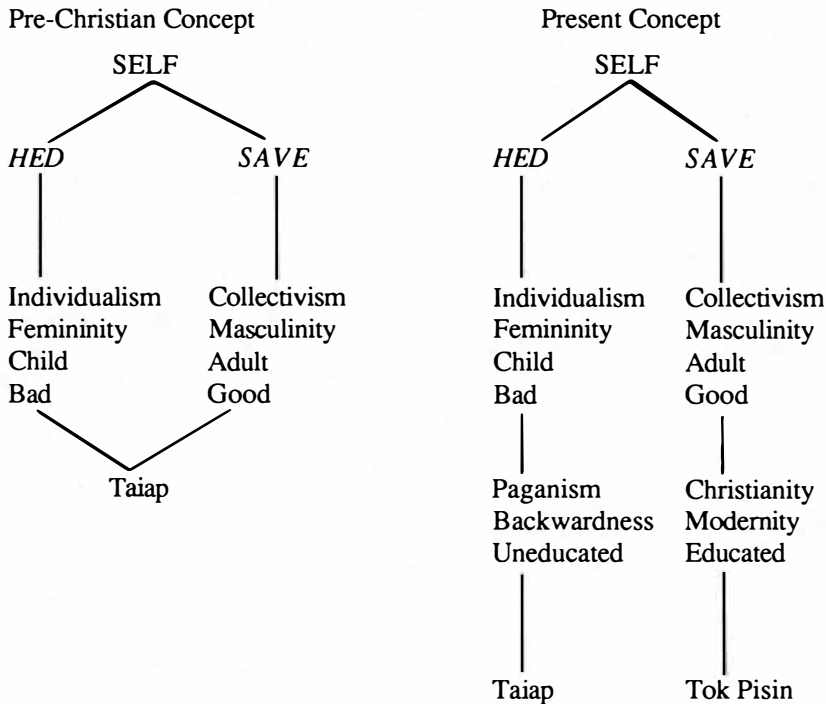 Pre-Christian Concept
SELF
HED SAVE
Individualism Collectivism
Femininity Masculinity
Child Adult
Bad Good
Taiap
Present Concept
SELF
HED SAVE
Individualism Collectivism
Femininity Masculinity
Child Adult
Bad Good
Paganism Christianity
Backwardness Modernity
Uneducated Educated
Taiap Tok Pisin